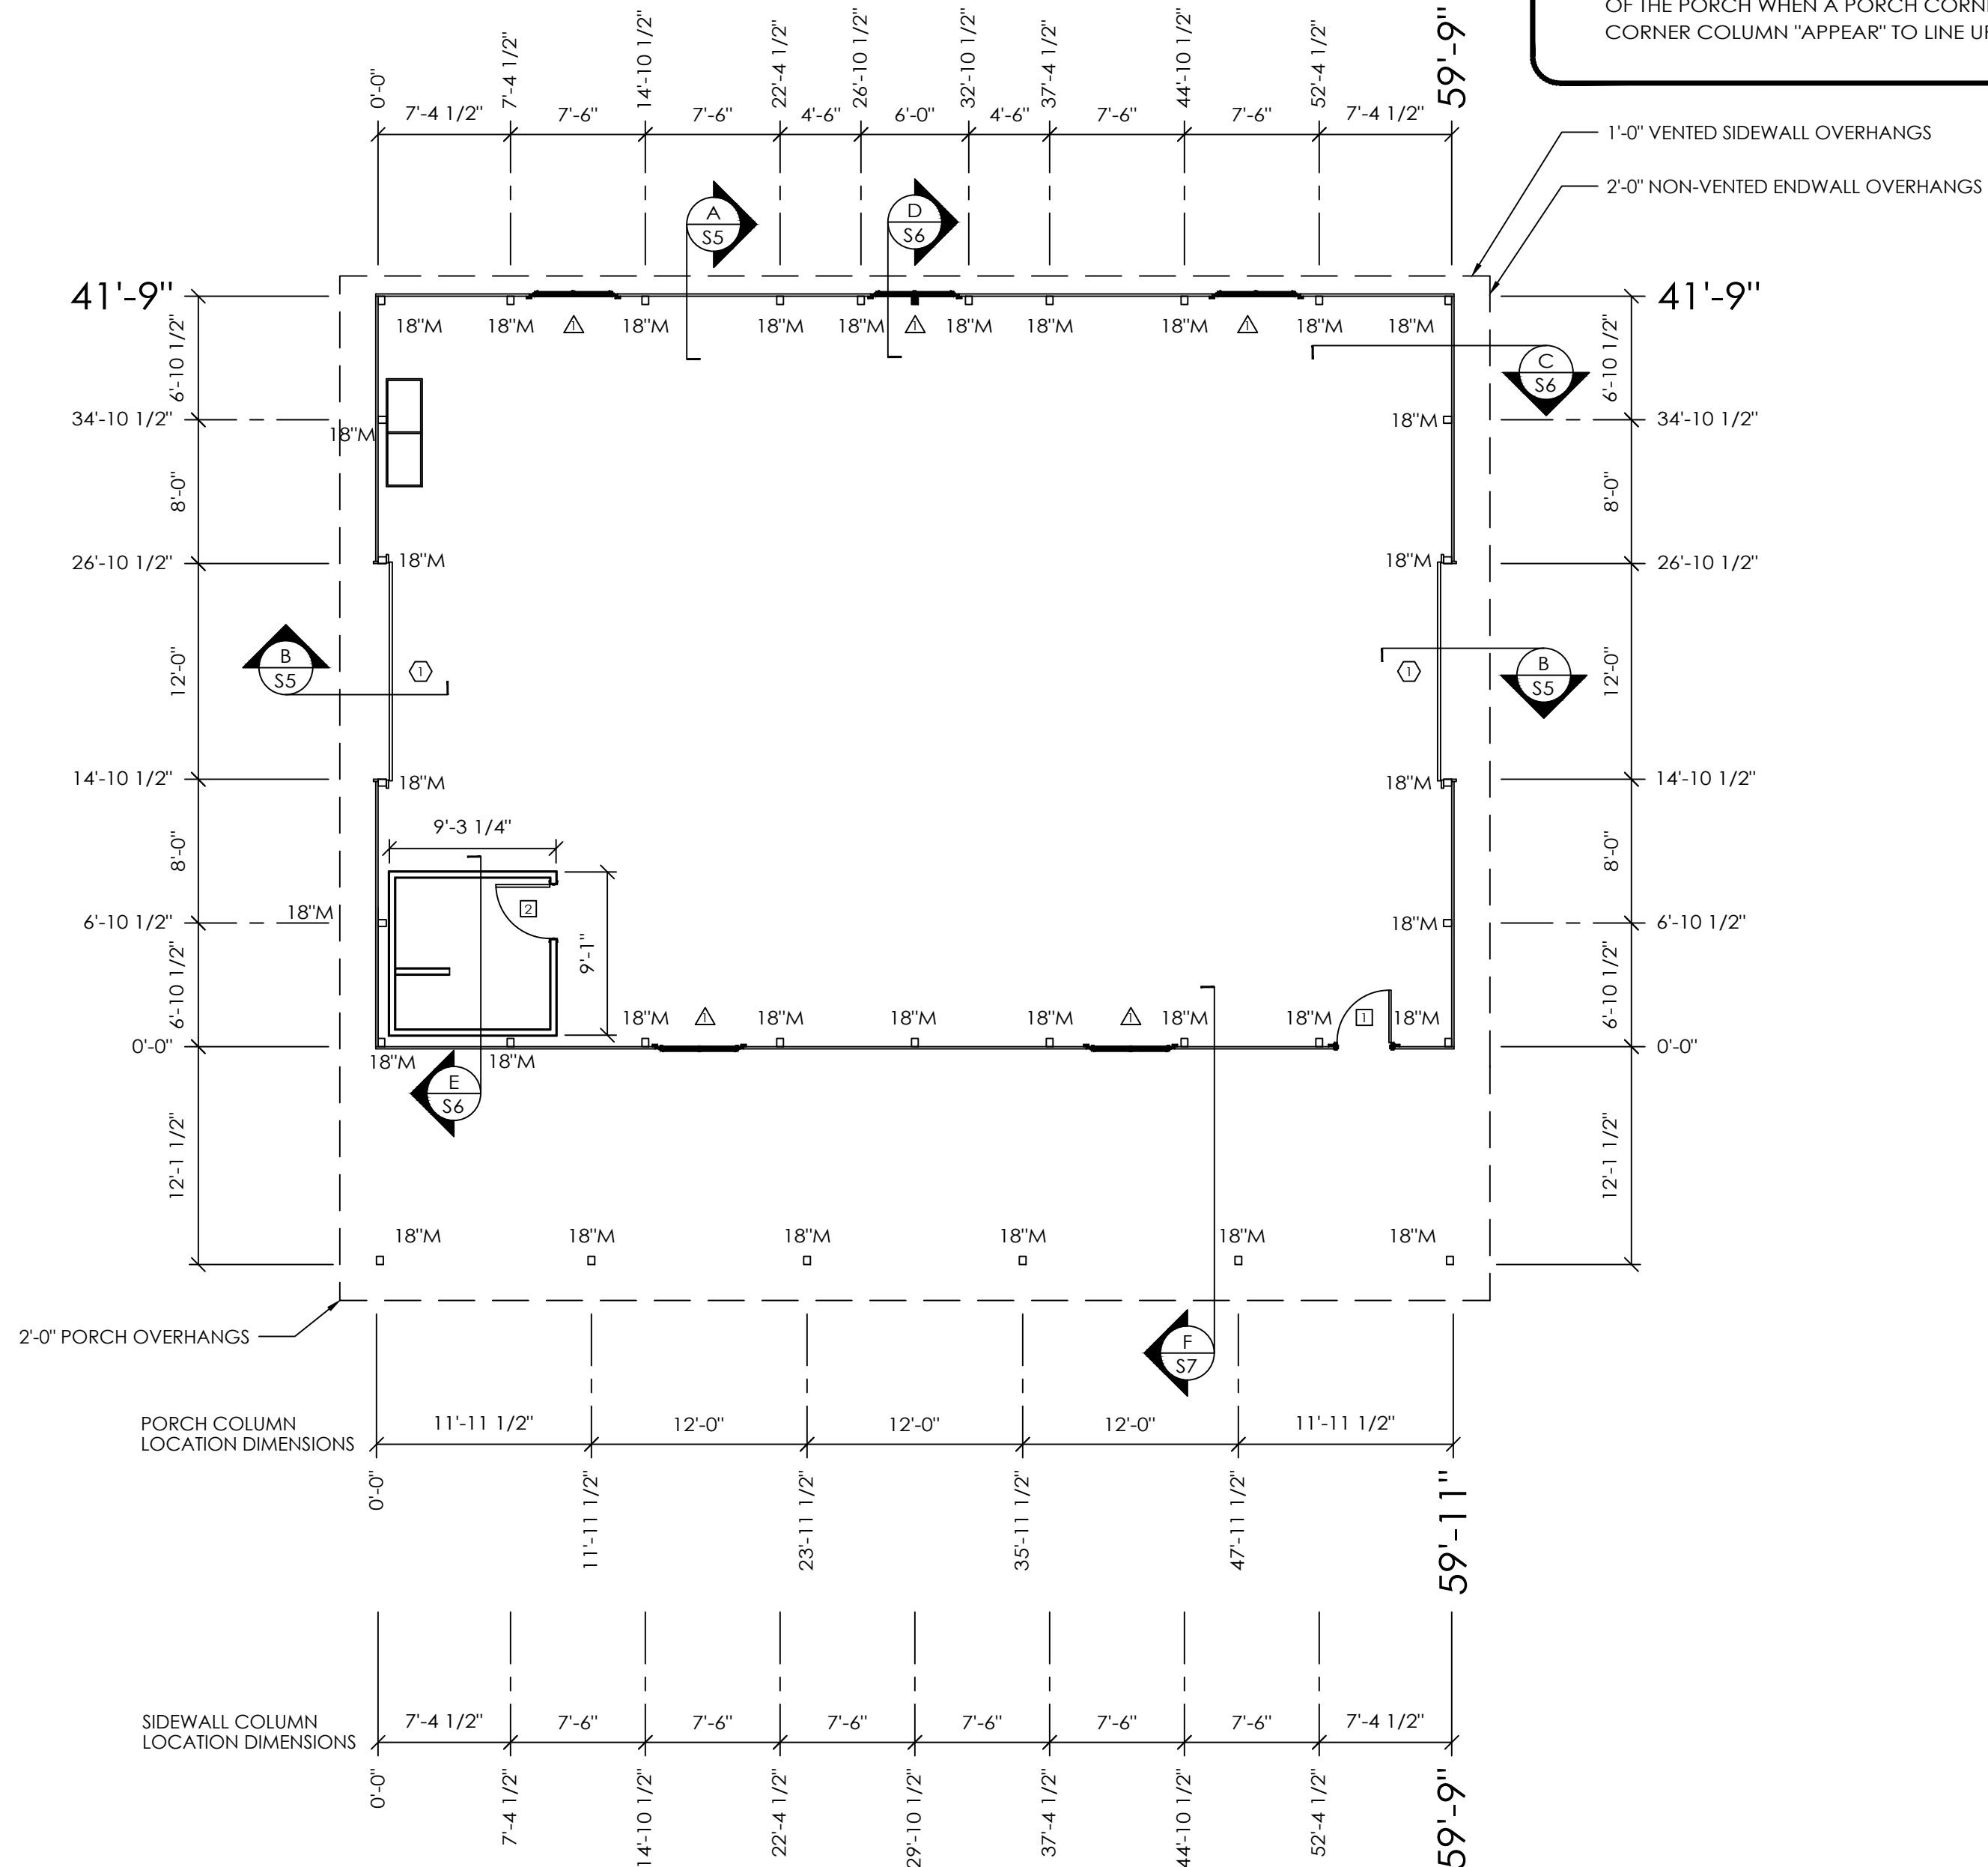 OF THE PORCH WHEN A PORCH
CORNER COLUMN "APPEAR" TO LINE
0'-0"
7'-4 1/2"
14'-10 1/2"
22'-4 1/2"
26'-10 1/2"
32'-10 1/2"
37'-4 1/2"
44'-10 1/2"
52'-4 1/2"
59'-9"
7'-4 1/2"
7'-6"
7'-6"
4'-6"
6'-0"
4'-6"
7'-6"
7'-6"
7'-4 1/2"
1'-0" VENTED SIDEWALL OVERHANGS
2'-0" NON-VENTED ENDWALL OVERHANGS
A
S5
D
S6
41'-9"
41'-9"
18"M
18"M
1
18"M
18"M
18"M
1
18"M
18"M
18"M
1
18"M
18"M
6'-10 1/2"
6'-10 1/2"
C
S6
34'-10 1/2"
18"M
18"M
34'-10 1/2"
8'-0"
8'-0"
26'-10 1/2"
18"M
18"M
26'-10 1/2"
B
S5
12'-0"
1
1
B
S5
12'-0"
14'-10 1/2"
18"M
18"M
14'-10 1/2"
9'-3 1/4"
8'-0"
8'-0"
18"M
2
6'-10 1/2"
18"M
6'-10 1/2"
9'-1"
6'-10 1/2"
6'-10 1/2"
18"M
1
18"M
18"M
18"M
1
18"M
18"M
1
18"M
0'-0"
0'-0"
18"M
18"M
E
S6
12'-1 1/2"
12'-1 1/2"
18"M
18"M
18"M
18"M
18"M
18"M
2'-0" PORCH OVERHANGS
F
S7
PORCH COLUMN
LOCATION DIMENSIONS
11'-11 1/2"
12'-0"
12'-0"
12'-0"
11'-11 1/2"
0'-0"
11'-11 1/2"
23'-11 1/2"
35'-11 1/2"
47'-11 1/2"
59'-11"
SIDEWALL COLUMN
LOCATION DIMENSIONS
7'-4 1/2"
7'-6"
7'-6"
7'-6"
7'-6"
7'-6"
7'-6"
7'-4 1/2"
0'-0"
7'-4 1/2"
14'-10 1/2"
22'-4 1/2"
29'-10 1/2"
37'-4 1/2"
44'-10 1/2"
52'-4 1/2"
59'-9"